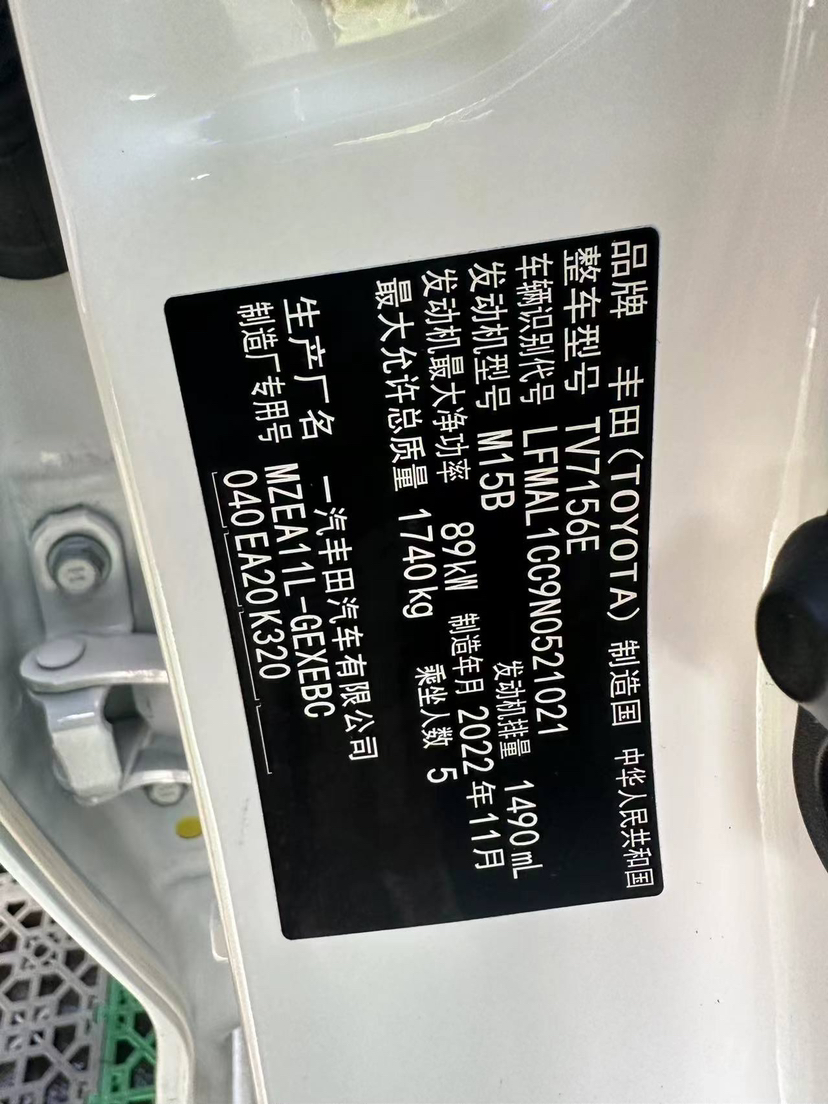 品牌 丰田(TOYOTA) 制造国 中华人民共和国
整车型号 TV7156E
车辆识别代号 LFMAL1CC9N0521021
发动机型号 M15B 发动机排量 1490mL
发动机最大净功率 89kW 制造年月 2022年11月
最大允许总质量 1740kg 乘坐人数 5
生产厂名 一汽丰田汽车有限公司
制造厂专用号 MZEA11L-GEXEBC
040EA20K320